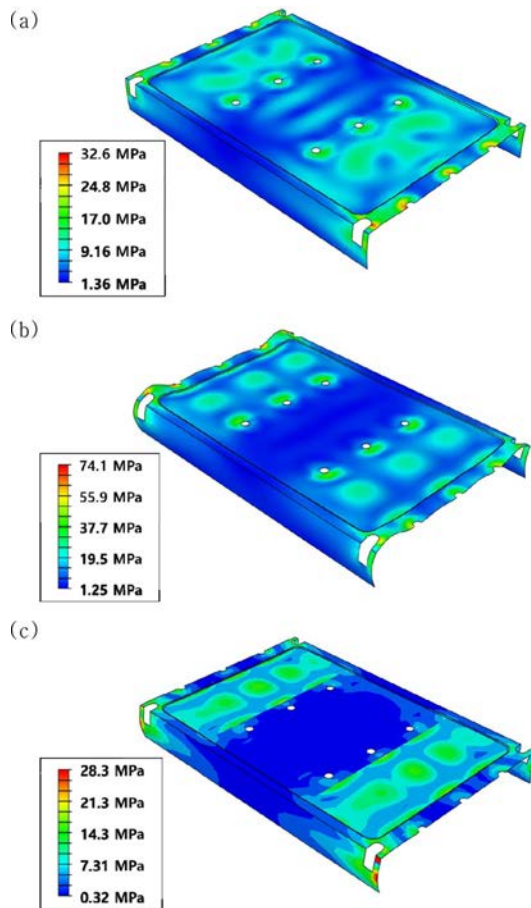 (a)
32.6 MPa
24.8 MPa
17.0 MPa
9.16 MPa
1.36 MPa
(b)
74.1 MPa
55.9 MPa
37.7 MPa
19.5 MPa
1.25 MPa
(c)
28.3 MPa
21.3 MPa
14.3 MPa
7.31 MPa
0.32 MPa